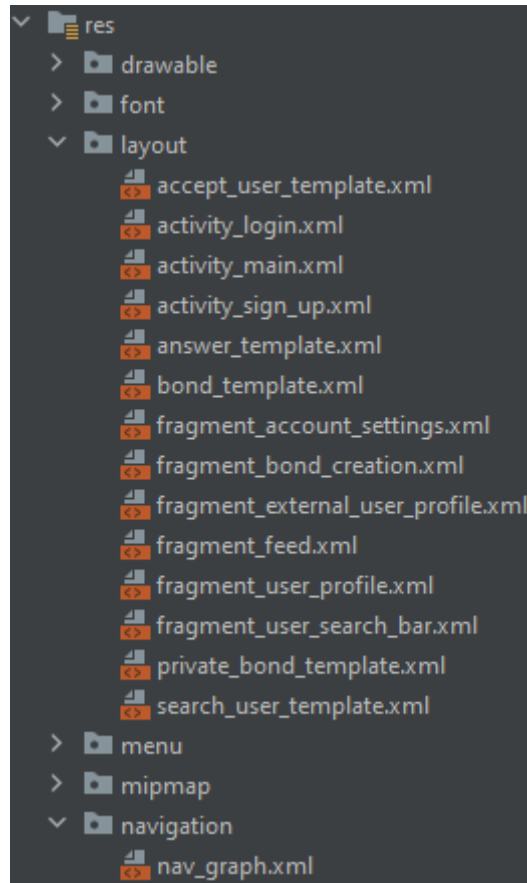 res
drawable
font
layout
accept_user_template.xml
activity_login.xml
activity_main.xml
activity_sign_up.xml
answer_template.xml
bond_template.xml
fragment_account_settings.xml
fragment_bond_creation.xml
fragment_external_user_profile.xml
fragment_feed.xml
fragment_user_profile.xml
fragment_user_search_bar.xml
private_bond_template.xml
search_user_template.xml
menu
mipmap
navigation
nav_graph.xml